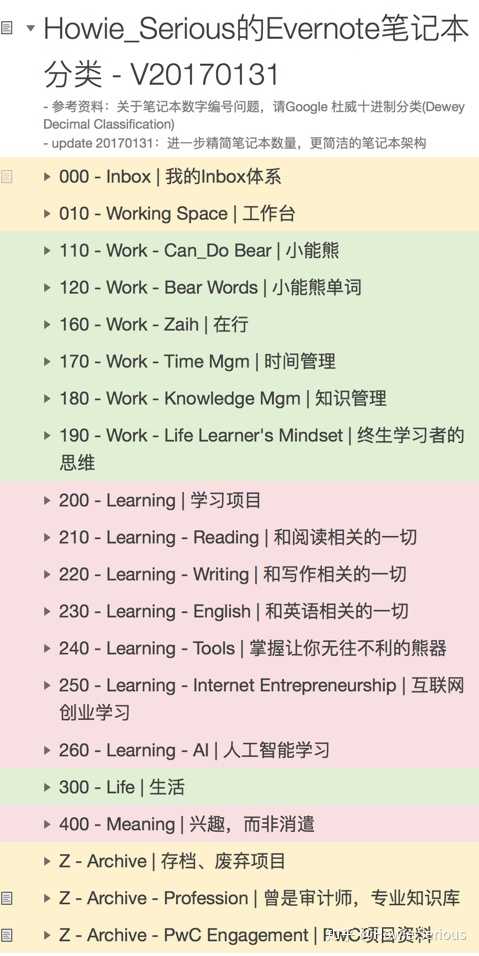 Howie_Serious的Evernote笔记本
分类 - V20170131
- 参考资料：关于笔记本数字编号问题，请Google 杜威十进制分类(Dewey
Decimal Classification)
- update 20170131：进一步精简笔记本数量，更简洁的笔记本架构
000 - Inbox | 我的Inbox体系
010 - Working Space | 工作台
110 - Work - Can_Do Bear | 小能熊
120 - Work - Bear Words | 小能熊单词
160 - Work - Zaih | 在行
170 - Work - Time Mgm | 时间管理
180 - Work - Knowledge Mgm | 知识管理
190 - Work - Life Learner's Mindset | 终生学习者的
思维
200 - Learning | 学习项目
210 - Learning - Reading | 和阅读相关的一切
220 - Learning - Writing | 和写作相关的一切
230 - Learning - English | 和英语相关的一切
240 - Learning - Tools | 掌握让你无往不利的熊器
250 - Learning - Internet Entrepreneurship | 互联网
创业学习
260 - Learning - AI | 人工智能学习
300 - Life | 生活
400 - Meaning | 兴趣，而非消遣
Z - Archive | 存档、废弃项目
Z - Archive - Profession | 曾是审计师，专业知识库
Z - Archive - PwC Engagement | PwC项目资料